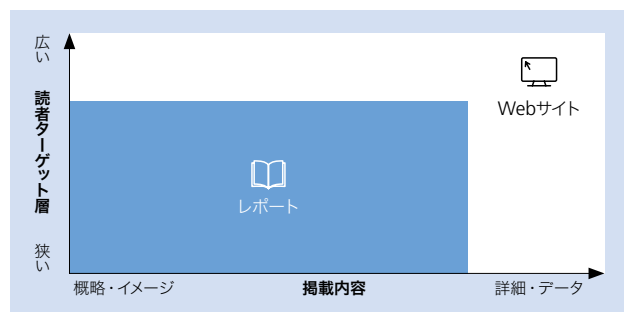 広い
Webサイト
読者ターゲット層
レポート
狭い
概略・イメージ
掲載内容
詳細・データ